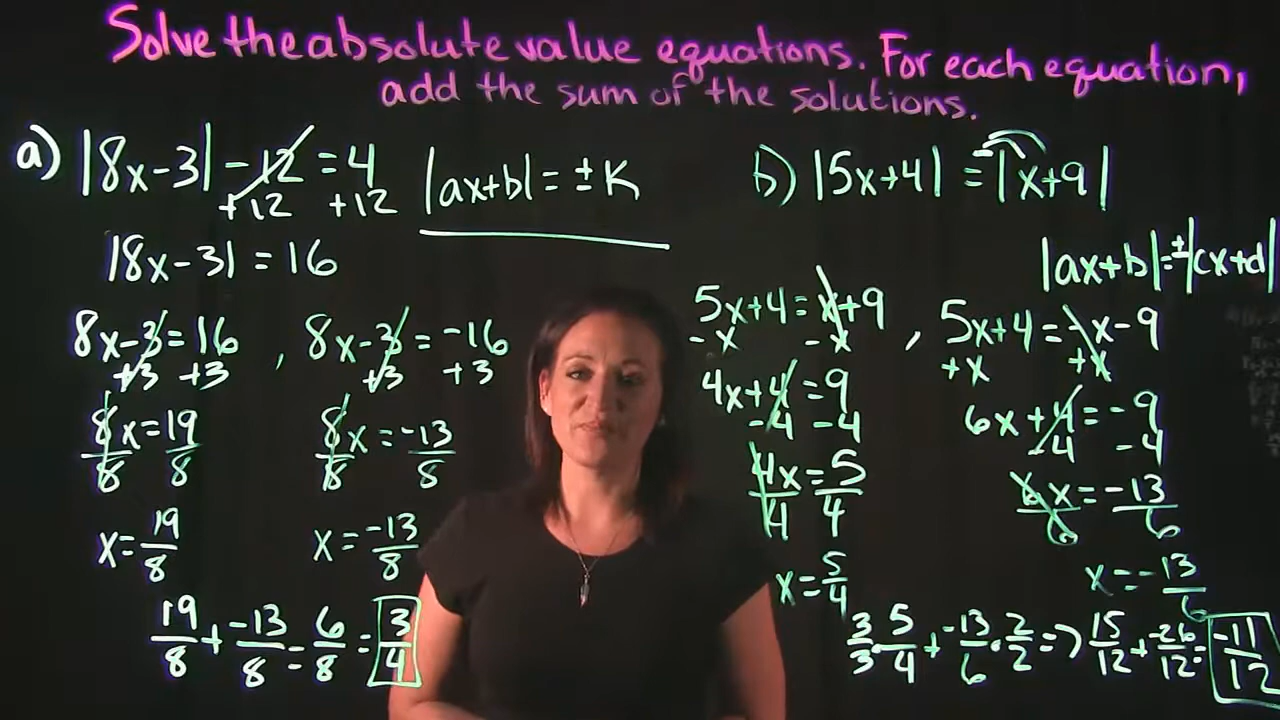 Solve the absolute value equations. For each equation,
add the sum of the solutions.
a) |8x-3| -12 = 4
+12 +12
|8x-3| = 16
|ax+b| = ± K
8x-3=16 , 8x-3 = -16
+3 +3 +3 +3
8x=19 8x=-13
8 8 8 8
x=19/8 x=-13/8
19/8 + -13/8 = 6/8 = 3/4
b) |5x+4| = -|x+9|
|ax+b|=±|cx+d|
5x+4=x+9 , 5x+4=-x-9
-x -x +x +x
4x+4=9 6x+4=-9
-4 -4 -4 -4
4x=5 6x=-13
4 4 6 6
x=5/4 x=-13/6
3/3·5/4 + -13/6·2/2 => 15/12 + -26/12 = -11/12